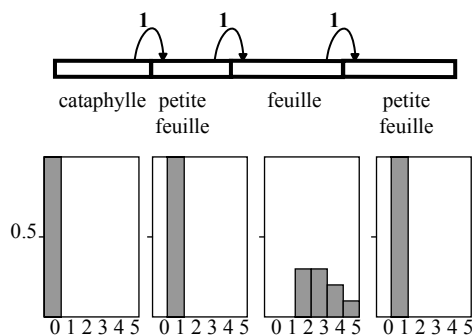 1 1 1
cataphylle petite feuille petite
feuille feuille
0.5
0 1 2 3 4 5 0 1 2 3 4 5 0 1 2 3 4 5 0 1 2 3 4 5